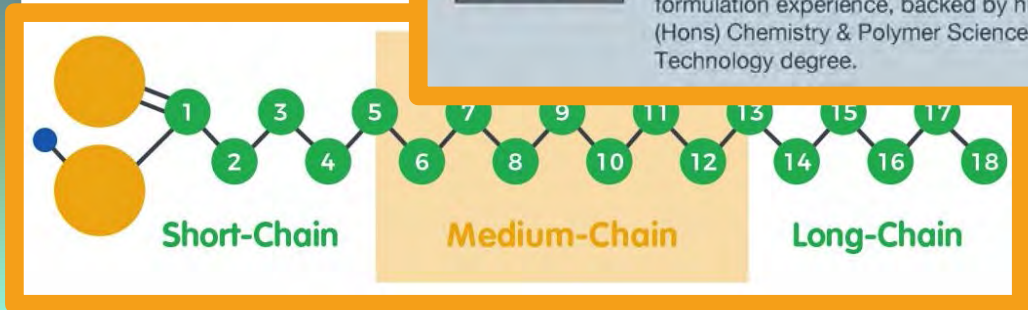 formulation experience, backed by h
(Hons) Chemistry & Polymer Science
Technology degree.
1 3 5 7 9 11 13 15 17
2 4 6 8 10 12 14 16 18
Short-Chain Medium-Chain Long-Chain